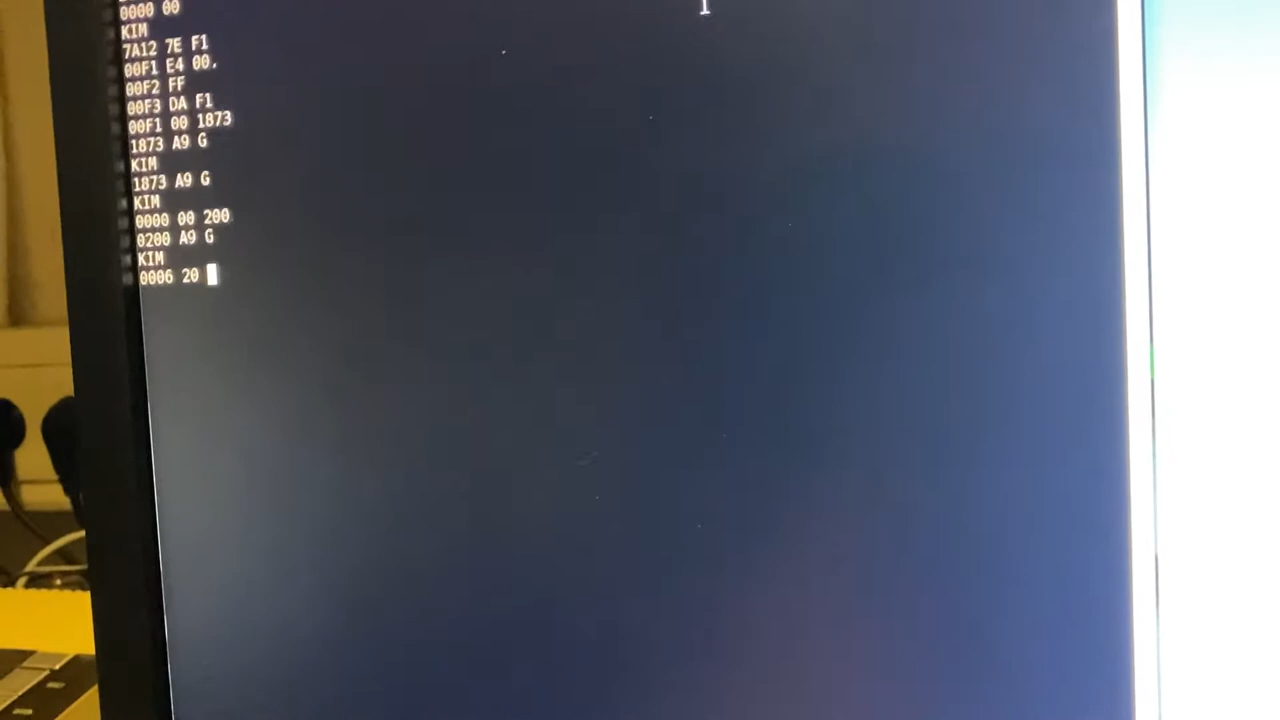 0000 00
KIM
7A12 7E F1
00F1 E4 00.
00F2 FF
00F3 DA F1
00F1 00 1873
1873 A9 G
KIM
1873 A9 G
KIM
0000 00 200
0200 A9 G
KIM
0006 20